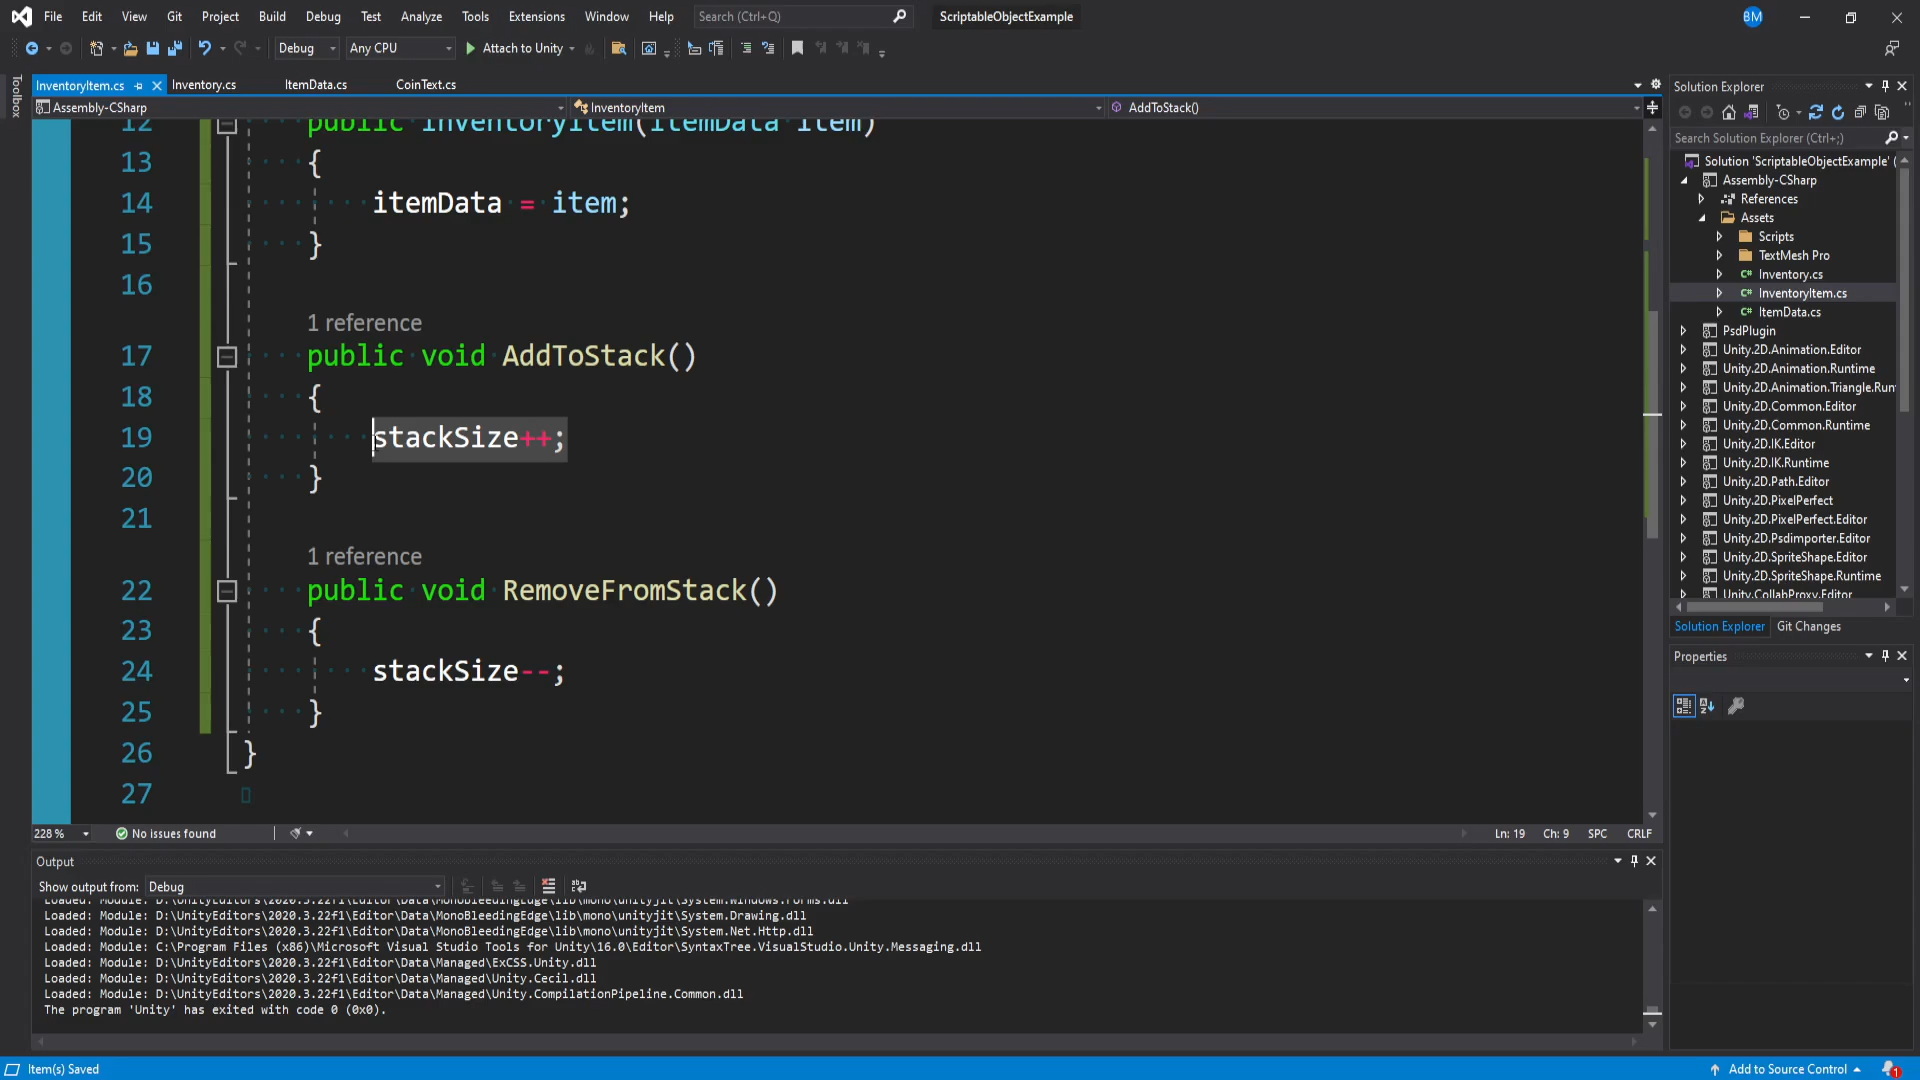 File Edit View Git Project Build Debug Test Analyze Tools Extensions Window Help Search (Ctrl+Q) ScriptableObjectExample BM
Debug Any CPU Attach to Unity
Toolbox
InventoryItem.cs Inventory.cs ItemData.cs CoinText.cs
Assembly-CSharp InventoryItem AddToStack()
12 public InventoryItem(ItemData item)
13 {
14 itemData = item;
15 }
16
1 reference
17 public void AddToStack()
18 {
19 stackSize++;
20 }
21
1 reference
22 public void RemoveFromStack()
23 {
24 stackSize--;
25 }
26 }
27
228 % No issues found Ln: 19 Ch: 9 SPC CRLF
Output
Show output from: Debug
Loaded: Module: D:\UnityEditors\2020.3.22f1\Editor\Data\MonoBleedingEdge\lib\mono\unityjit\System.Windows.Forms.dll
Loaded: Module: D:\UnityEditors\2020.3.22f1\Editor\Data\MonoBleedingEdge\lib\mono\unityjit\System.Drawing.dll
Loaded: Module: D:\UnityEditors\2020.3.22f1\Editor\Data\MonoBleedingEdge\lib\mono\unityjit\System.Net.Http.dll
Loaded: Module: C:\Program Files (x86)\Microsoft Visual Studio Tools for Unity\16.0\Editor\SyntaxTree.VisualStudio.Unity.Messaging.dll
Loaded: Module: D:\UnityEditors\2020.3.22f1\Editor\Data\Managed\ExCSS.Unity.dll
Loaded: Module: D:\UnityEditors\2020.3.22f1\Editor\Data\Managed\Unity.Cecil.dll
Loaded: Module: D:\UnityEditors\2020.3.22f1\Editor\Data\Managed\Unity.CompilationPipeline.Common.dll
The program 'Unity' has exited with code 0 (0x0).
Solution Explorer
Search Solution Explorer (Ctrl+;)
Solution 'ScriptableObjectExample' (
Assembly-CSharp
References
Assets
Scripts
TextMesh Pro
C# Inventory.cs
C# InventoryItem.cs
C# ItemData.cs
PsdPlugin
Unity.2D.Animation.Editor
Unity.2D.Animation.Runtime
Unity.2D.Animation.Triangle.Run
Unity.2D.Common.Editor
Unity.2D.Common.Runtime
Unity.2D.IK.Editor
Unity.2D.IK.Runtime
Unity.2D.Path.Editor
Unity.2D.PixelPerfect
Unity.2D.PixelPerfect.Editor
Unity.2D.Psdimporter.Editor
Unity.2D.SpriteShape.Editor
Unity.2D.SpriteShape.Runtime
Unity.CollabProxy.Editor
Solution Explorer Git Changes
Properties
Item(s) Saved Add to Source Control 1